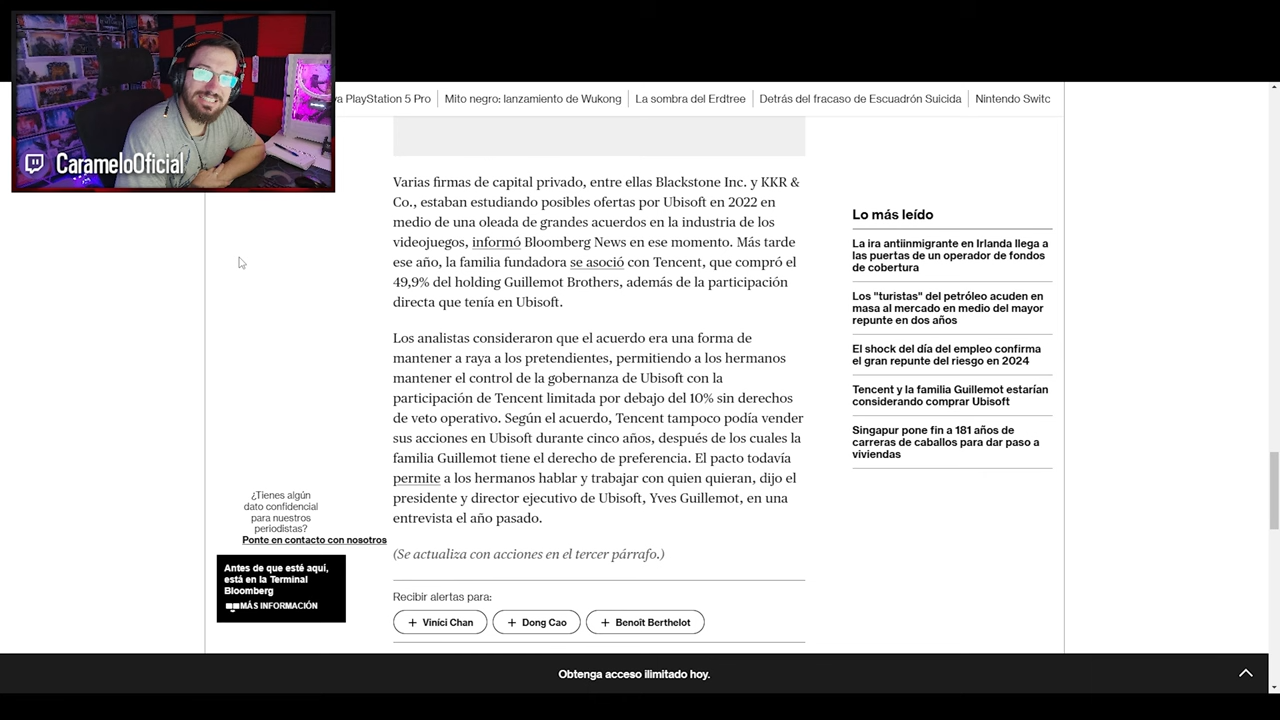 CarameloOficial
va PlayStation 5 Pro
Mito negro: lanzamiento de Wukong
La sombra del Erdtree
Detrás del fracaso de Escuadrón Suicida
Nintendo Switc
Varias firmas de capital privado, entre ellas Blackstone Inc. y KKR &
Co., estaban estudiando posibles ofertas por Ubisoft en 2022 en
medio de una oleada de grandes acuerdos en la industria de los
videojuegos, informó Bloomberg News en ese momento. Más tarde
ese año, la familia fundadora se asoció con Tencent, que compró el
49,9% del holding Guillemot Brothers, además de la participación
directa que tenía en Ubisoft.
Los analistas consideraron que el acuerdo era una forma de
mantener a raya a los pretendientes, permitiendo a los hermanos
mantener el control de la gobernanza de Ubisoft con la
participación de Tencent limitada por debajo del 10% sin derechos
de veto operativo. Según el acuerdo, Tencent tampoco podía vender
sus acciones en Ubisoft durante cinco años, después de los cuales la
familia Guillemot tiene el derecho de preferencia. El pacto todavía
permite a los hermanos hablar y trabajar con quien quieran, dijo el
presidente y director ejecutivo de Ubisoft, Yves Guillemot, en una
entrevista el año pasado.
(Se actualiza con acciones en el tercer párrafo.)
Recibir alertas para:
+ Viníci Chan
+ Dong Cao
+ Benoît Berthelot
Lo más leído
La ira antiinmigrante en Irlanda llega a
las puertas de un operador de fondos
de cobertura
Los "turistas" del petróleo acuden en
masa al mercado en medio del mayor
repunte en dos años
El shock del día del empleo confirma
el gran repunte del riesgo en 2024
Tencent y la familia Guillemot estarían
considerando comprar Ubisoft
Singapur pone fin a 181 años de
carreras de caballos para dar paso a
viviendas
¿Tienes algún
dato confidencial
para nuestros
periodistas?
Ponte en contacto con nosotros
Antes de que esté aquí,
está en la Terminal
Bloomberg
MÁS INFORMACIÓN
Obtenga acceso ilimitado hoy.